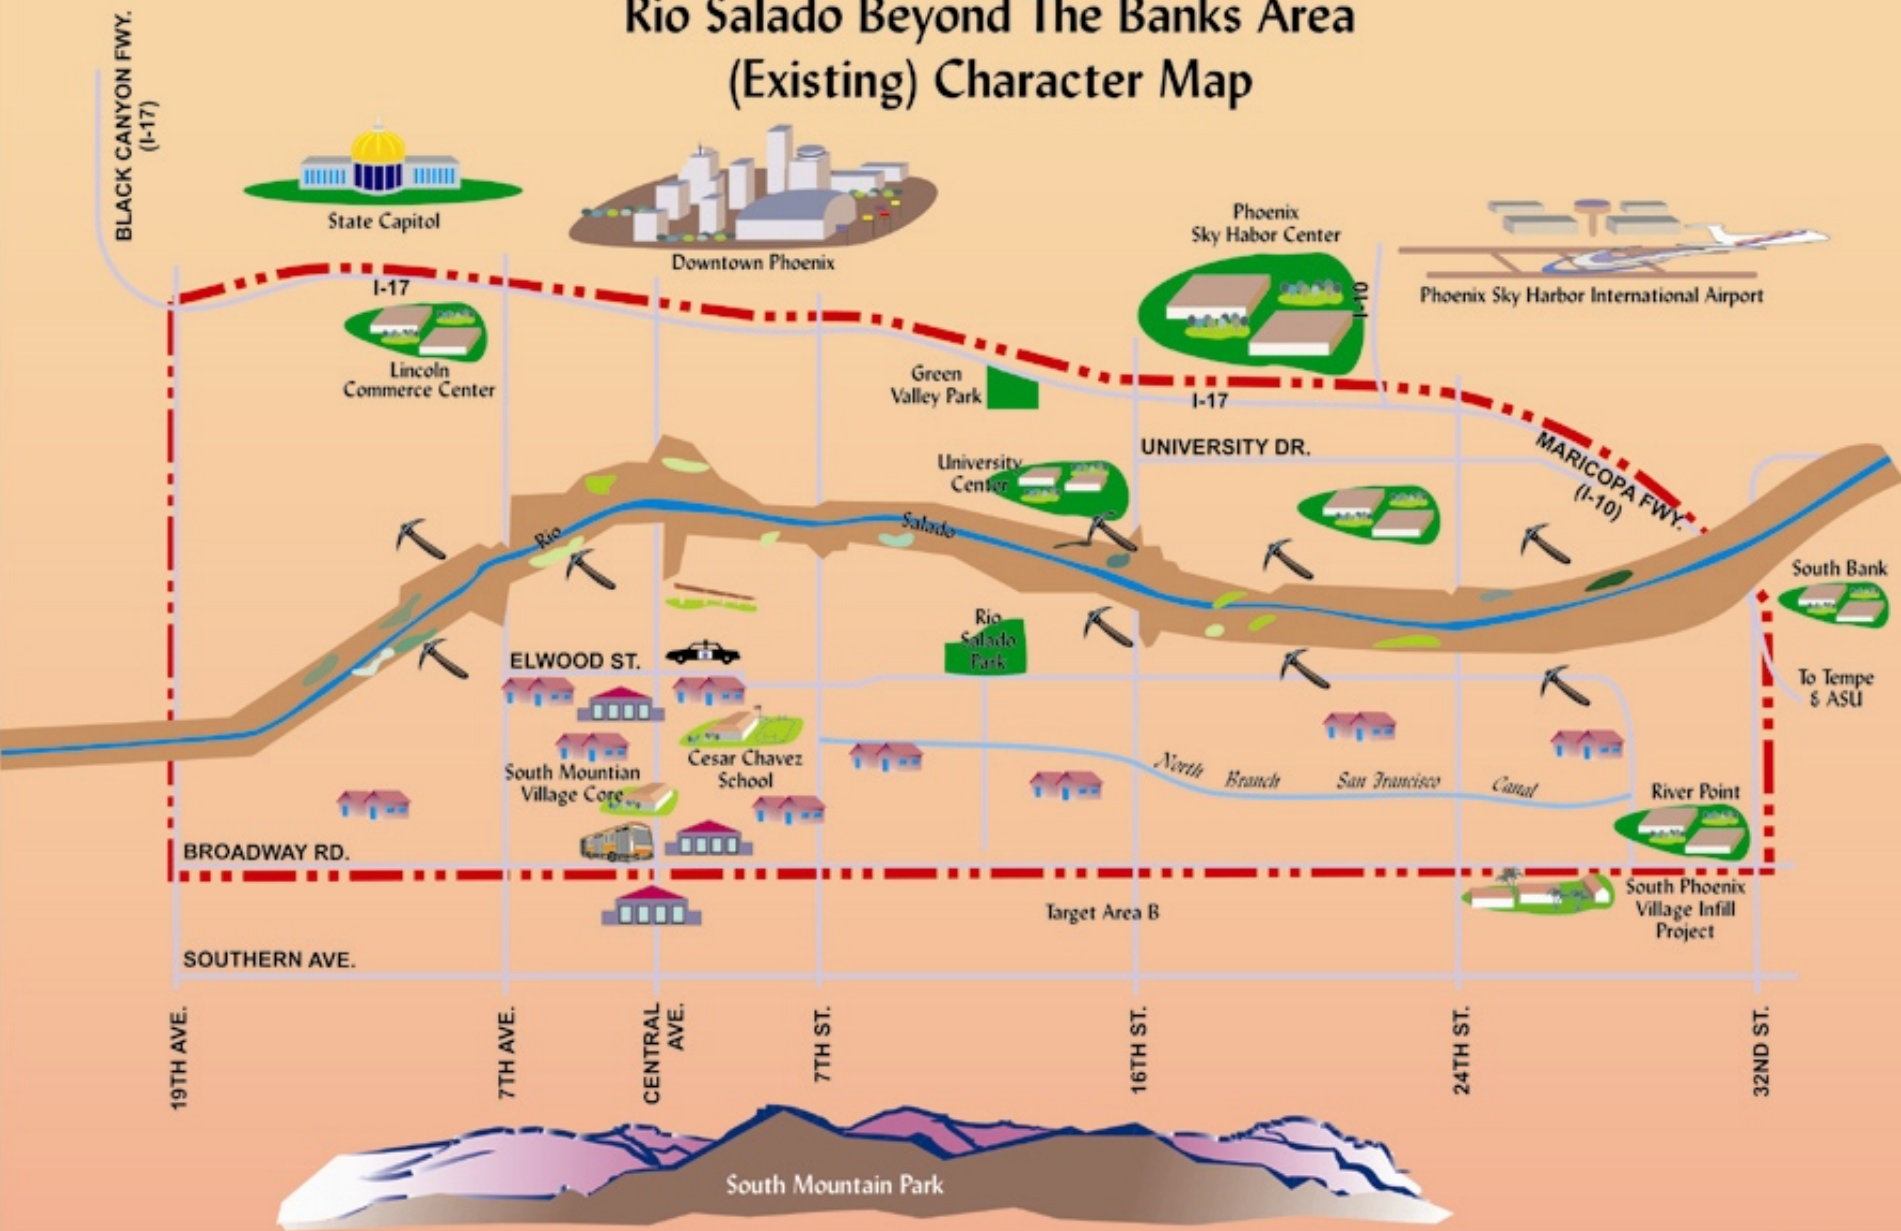 Rio Salado Beyond The Banks Area
(Existing) Character Map
BLACK CANYON FWY.
(I-17)
State Capitol
Downtown Phoenix
Phoenix
Sky Habor Center
I-10
Phoenix Sky Harbor International Airport
I-17
Lincoln
Commerce Center
Green
Valley Park
I-17
UNIVERSITY DR.
MARICOPA FWY.
(I-10)
University
Center
Rio
Salado
South Bank
Rio
Salado
Park
ELWOOD ST.
To Tempe
& ASU
Cesar Chavez
School
South Mountian
Village Core
North Branch San Francisco Canal
River Point
BROADWAY RD.
South Phoenix
Village Infill
Project
Target Area B
SOUTHERN AVE.
19TH AVE.
7TH AVE.
CENTRAL
AVE.
7TH ST.
16TH ST.
24TH ST.
32ND ST.
South Mountain Park